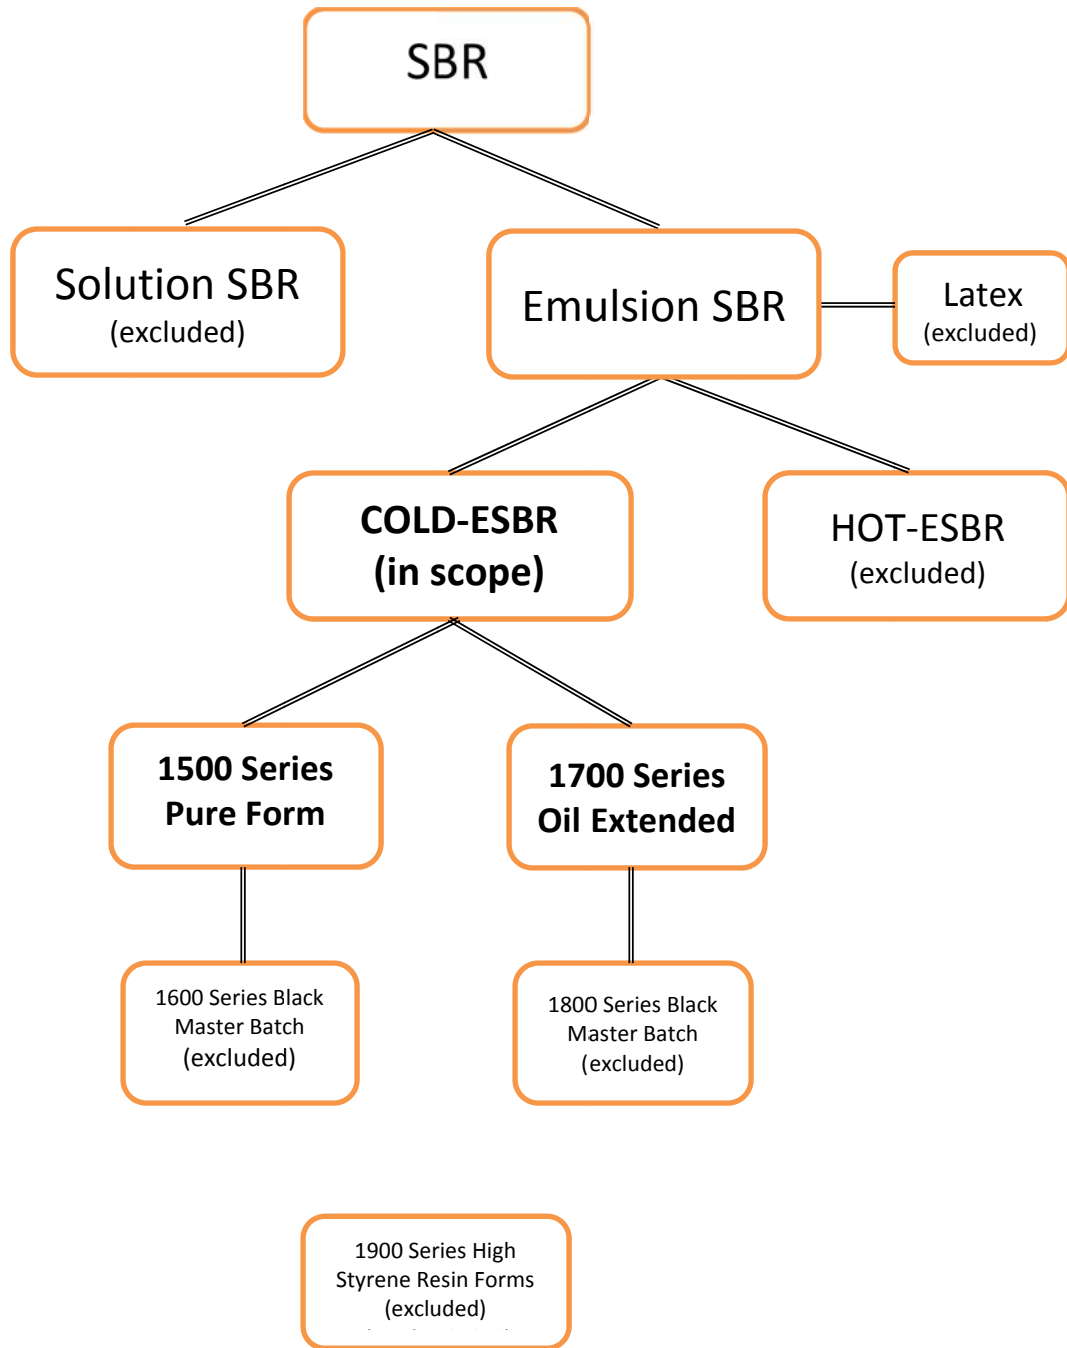 SBR
Solution SBR
(excluded)
Emulsion SBR
Latex
(excluded)
COLD-ESBR
(in scope)
HOT-ESBR
(excluded)
1500 Series
Pure Form
1700 Series
Oil Extended
1600 Series Black
Master Batch
(excluded)
1800 Series Black
Master Batch
(excluded)
1900 Series High
Styrene Resin Forms
(excluded)